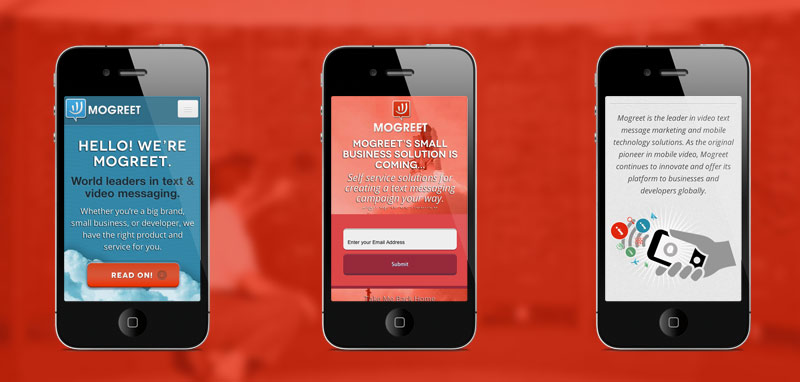 MOGREET
HELLO! WE'RE
MOGREET.
World leaders in text &
video messaging.
Whether you're a big brand,
small business, or developer, we
have the right product and
service for you.
READ ON!
MOGREET
MOGREET'S SMALL
BUSINESS SOLUTION IS
COMING...
Self service solutions for
creating a text messaging
campaign your way.
Enter your Email Address
Submit
Take Me Back Home
Mogreet is the leader in video text
message marketing and mobile
technology solutions. As the original
pioneer in mobile video, Mogreet
continues to innovate and offer its
platform to businesses and
developers globally.